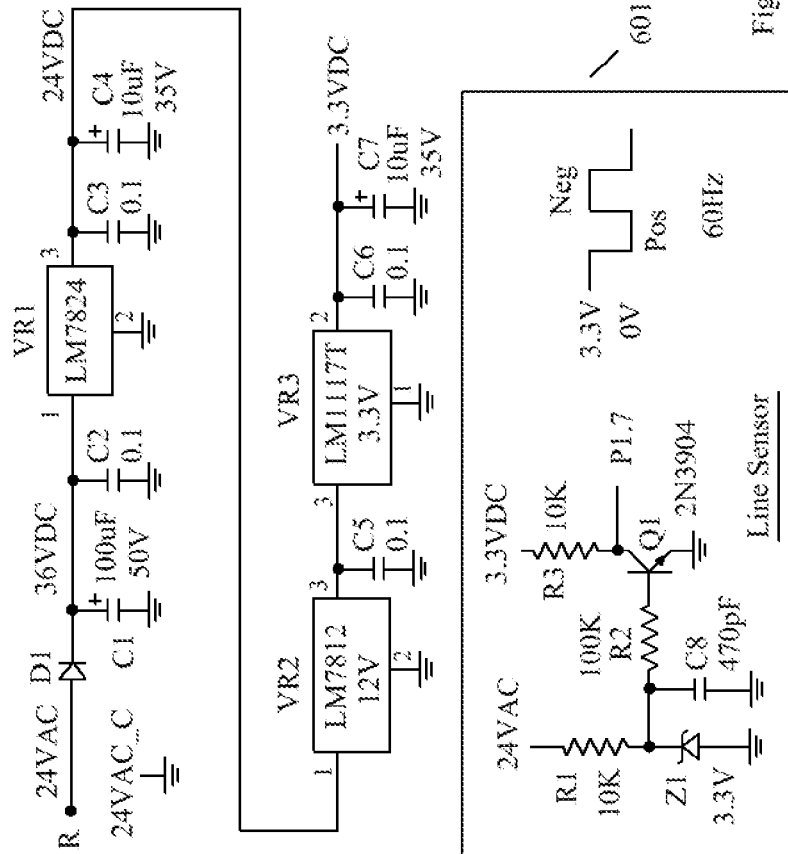 R
24VAC
D1
36VDC
VR1
24VDC
24VAC_C
C1
100uF
50V
C2
0.1
1
LM7824
2
3
C3
0.1
+
C4
10uF
35V
+
VR2
1
LM7812
12V
2
3
C5
0.1
VR3
3
LM1117T
3.3V
1
2
C6
0.1
3.3VDC
+
C7
10uF
35V
24VAC
R1
10K
Z1
3.3V
100K
R2
C8
470pF
3.3VDC
R3
10K
P1.7
Q1
2N3904
Line Sensor
3.3V
0V
Neg
Pos
60Hz
601
Fig